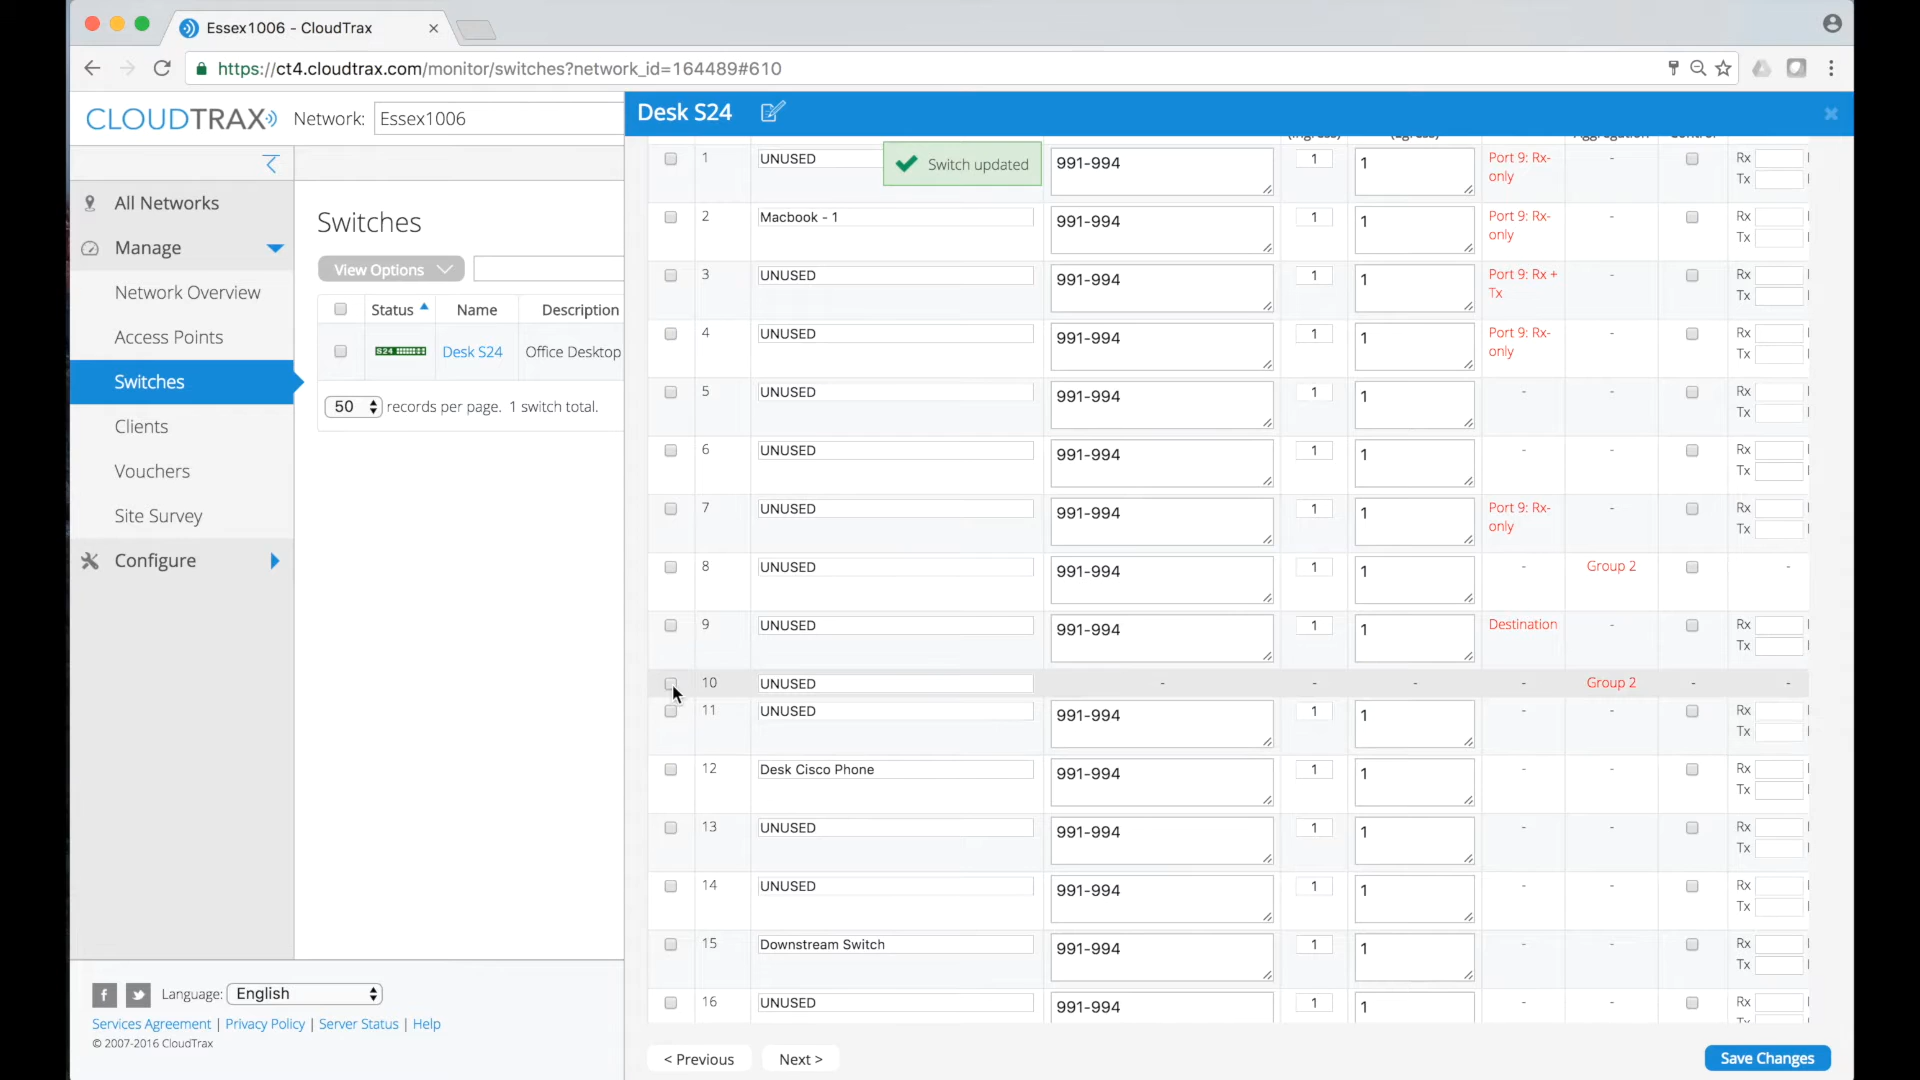 Essex1006 - CloudTrax
https://ct4.cloudtrax.com/monitor/switches?network_id=164489#610
CLOUDTRAX
Network: Essex1006
Desk S24
Switch updated
All Networks
Manage
Network Overview
Access Points
Switches
Clients
Vouchers
Site Survey
Configure
Switches
View Options
Status Name Description
S24 Desk S24 Office Desktop
50 records per page. 1 switch total.
(Ingress) (Egress) Aggregation Control
1 UNUSED 991-994 1 1 Port 9: Rx- - Rx
only Tx
2 Macbook - 1 991-994 1 1 Port 9: Rx- - Rx
only Tx
3 UNUSED 991-994 1 1 Port 9: Rx + - Rx
Tx Tx
4 UNUSED 991-994 1 1 Port 9: Rx- - Rx
only Tx
5 UNUSED 991-994 1 1 - - Rx
Tx
6 UNUSED 991-994 1 1 - - Rx
Tx
7 UNUSED 991-994 1 1 Port 9: Rx- - Rx
only Tx
8 UNUSED 991-994 1 1 - Group 2 -
9 UNUSED 991-994 1 1 Destination - Rx
Tx
10 UNUSED - - - - Group 2 - -
11 UNUSED 991-994 1 1 - - Rx
Tx
12 Desk Cisco Phone 991-994 1 1 - - Rx
Tx
13 UNUSED 991-994 1 1 - - Rx
Tx
14 UNUSED 991-994 1 1 - - Rx
Tx
15 Downstream Switch 991-994 1 1 - - Rx
Tx
16 UNUSED 991-994 1 1 - - Rx
Tx
< Previous Next > Save Changes
f Language: English
Services Agreement | Privacy Policy | Server Status | Help
© 2007-2016 CloudTrax